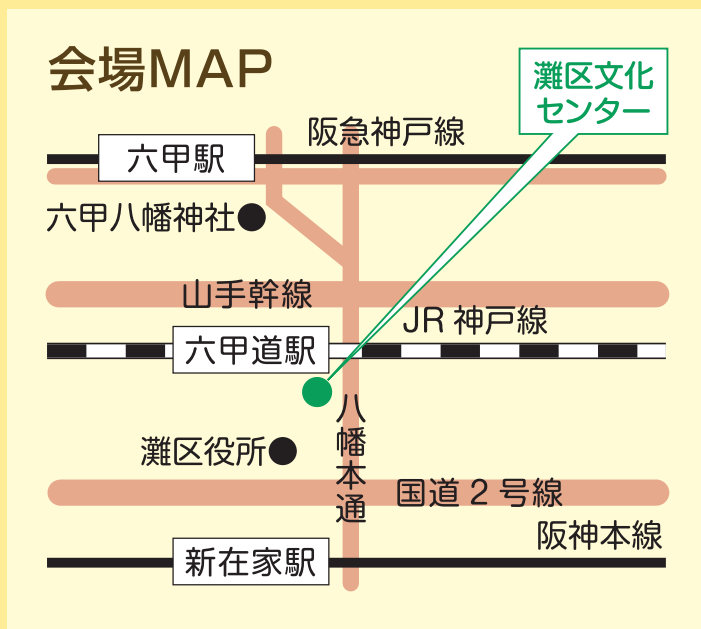 会場MAP
灘区文化
センター
阪急神戸線
六甲駅
六甲八幡神社
山手幹線
JR神戸線
六甲道駅
八幡本通
灘区役所
国道2号線
阪神本線
新在家駅